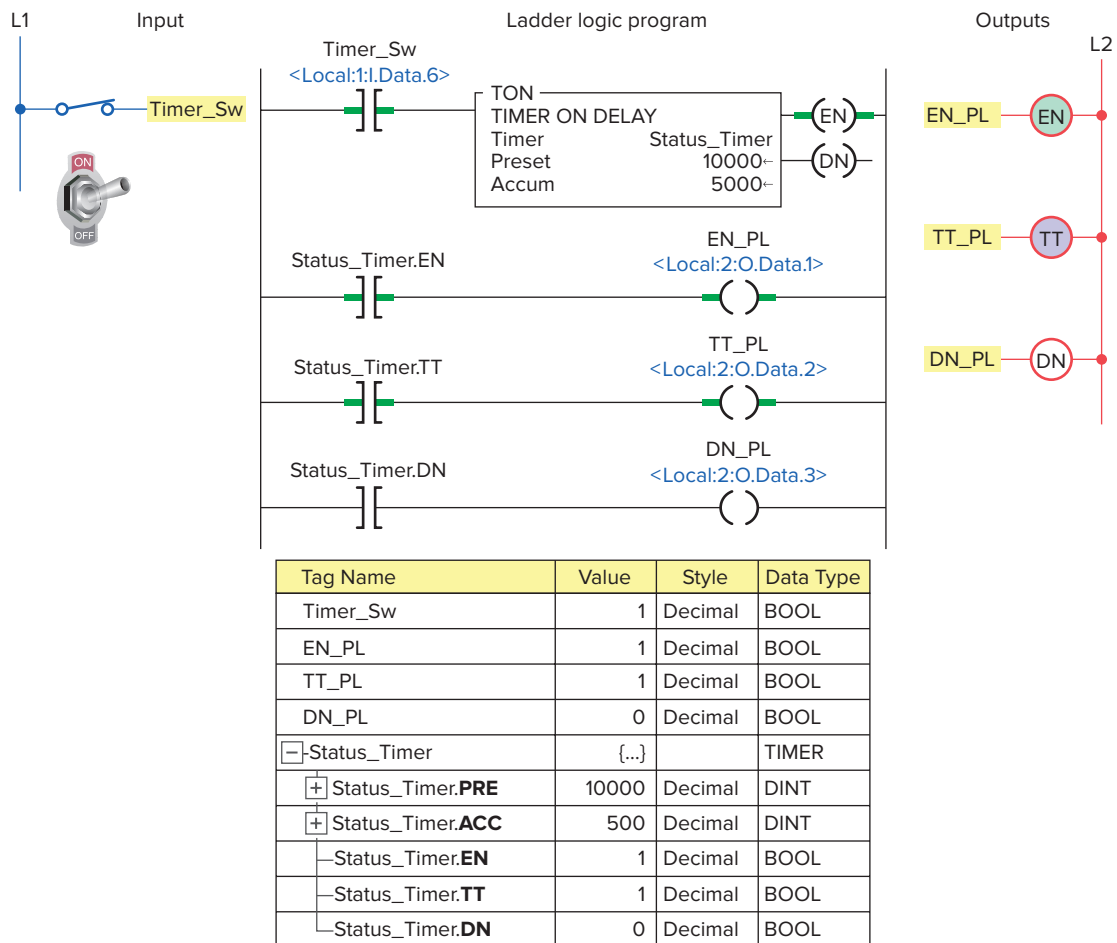 L1
Input
Ladder logic program
Outputs
L2
Timer_Sw
<Local:1:I.Data.6>
Timer_Sw
ON
OFF
TON
TIMER ON DELAY
Timer Status_Timer
Preset 10000←
Accum 5000←
EN
DN
EN_PL
EN
TT_PL
TT
DN_PL
DN
Status_Timer.EN
EN_PL
<Local:2:O.Data.1>
Status_Timer.TT
TT_PL
<Local:2:O.Data.2>
Status_Timer.DN
DN_PL
<Local:2:O.Data.3>
Tag Name Value Style Data Type
Timer_Sw 1 Decimal BOOL
EN_PL 1 Decimal BOOL
TT_PL 1 Decimal BOOL
DN_PL 0 Decimal BOOL
Status_Timer {...} TIMER
Status_Timer.PRE 10000 Decimal DINT
Status_Timer.ACC 500 Decimal DINT
Status_Timer.EN 1 Decimal BOOL
Status_Timer.TT 1 Decimal BOOL
Status_Timer.DN 0 Decimal BOOL